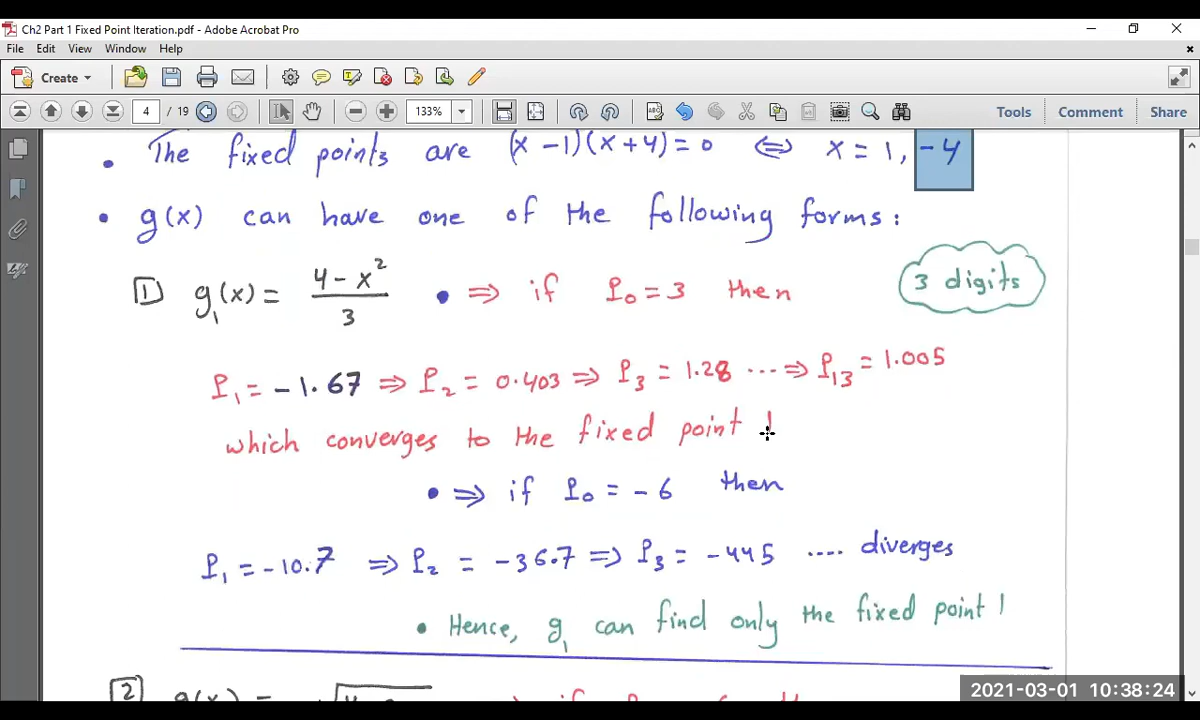 Ch2 Part 1 Fixed Point Iteration.pdf - Adobe Acrobat Pro
File Edit View Window Help
Create
4 / 19 133% Tools Comment Share
• The fixed points are (x - 1)(x + 4) = 0 ⇔ x = 1, -4
• g(x) can have one of the following forms:
1 g₁(x) = (4 - x²)/3 • ⇒ if P₀ = 3 then
3 digits
P₁ = -1.67 ⇒ P₂ = 0.403 ⇒ P₃ = 1.28 ... ⇒ P₁₃ = 1.005
which converges to the fixed point 1
• ⇒ if P₀ = -6 then
P₁ = -10.7 ⇒ P₂ = -36.7 ⇒ P₃ = -445 .... diverges
• Hence, g₁ can find only the fixed point 1
2
2021-03-01 10:38:24